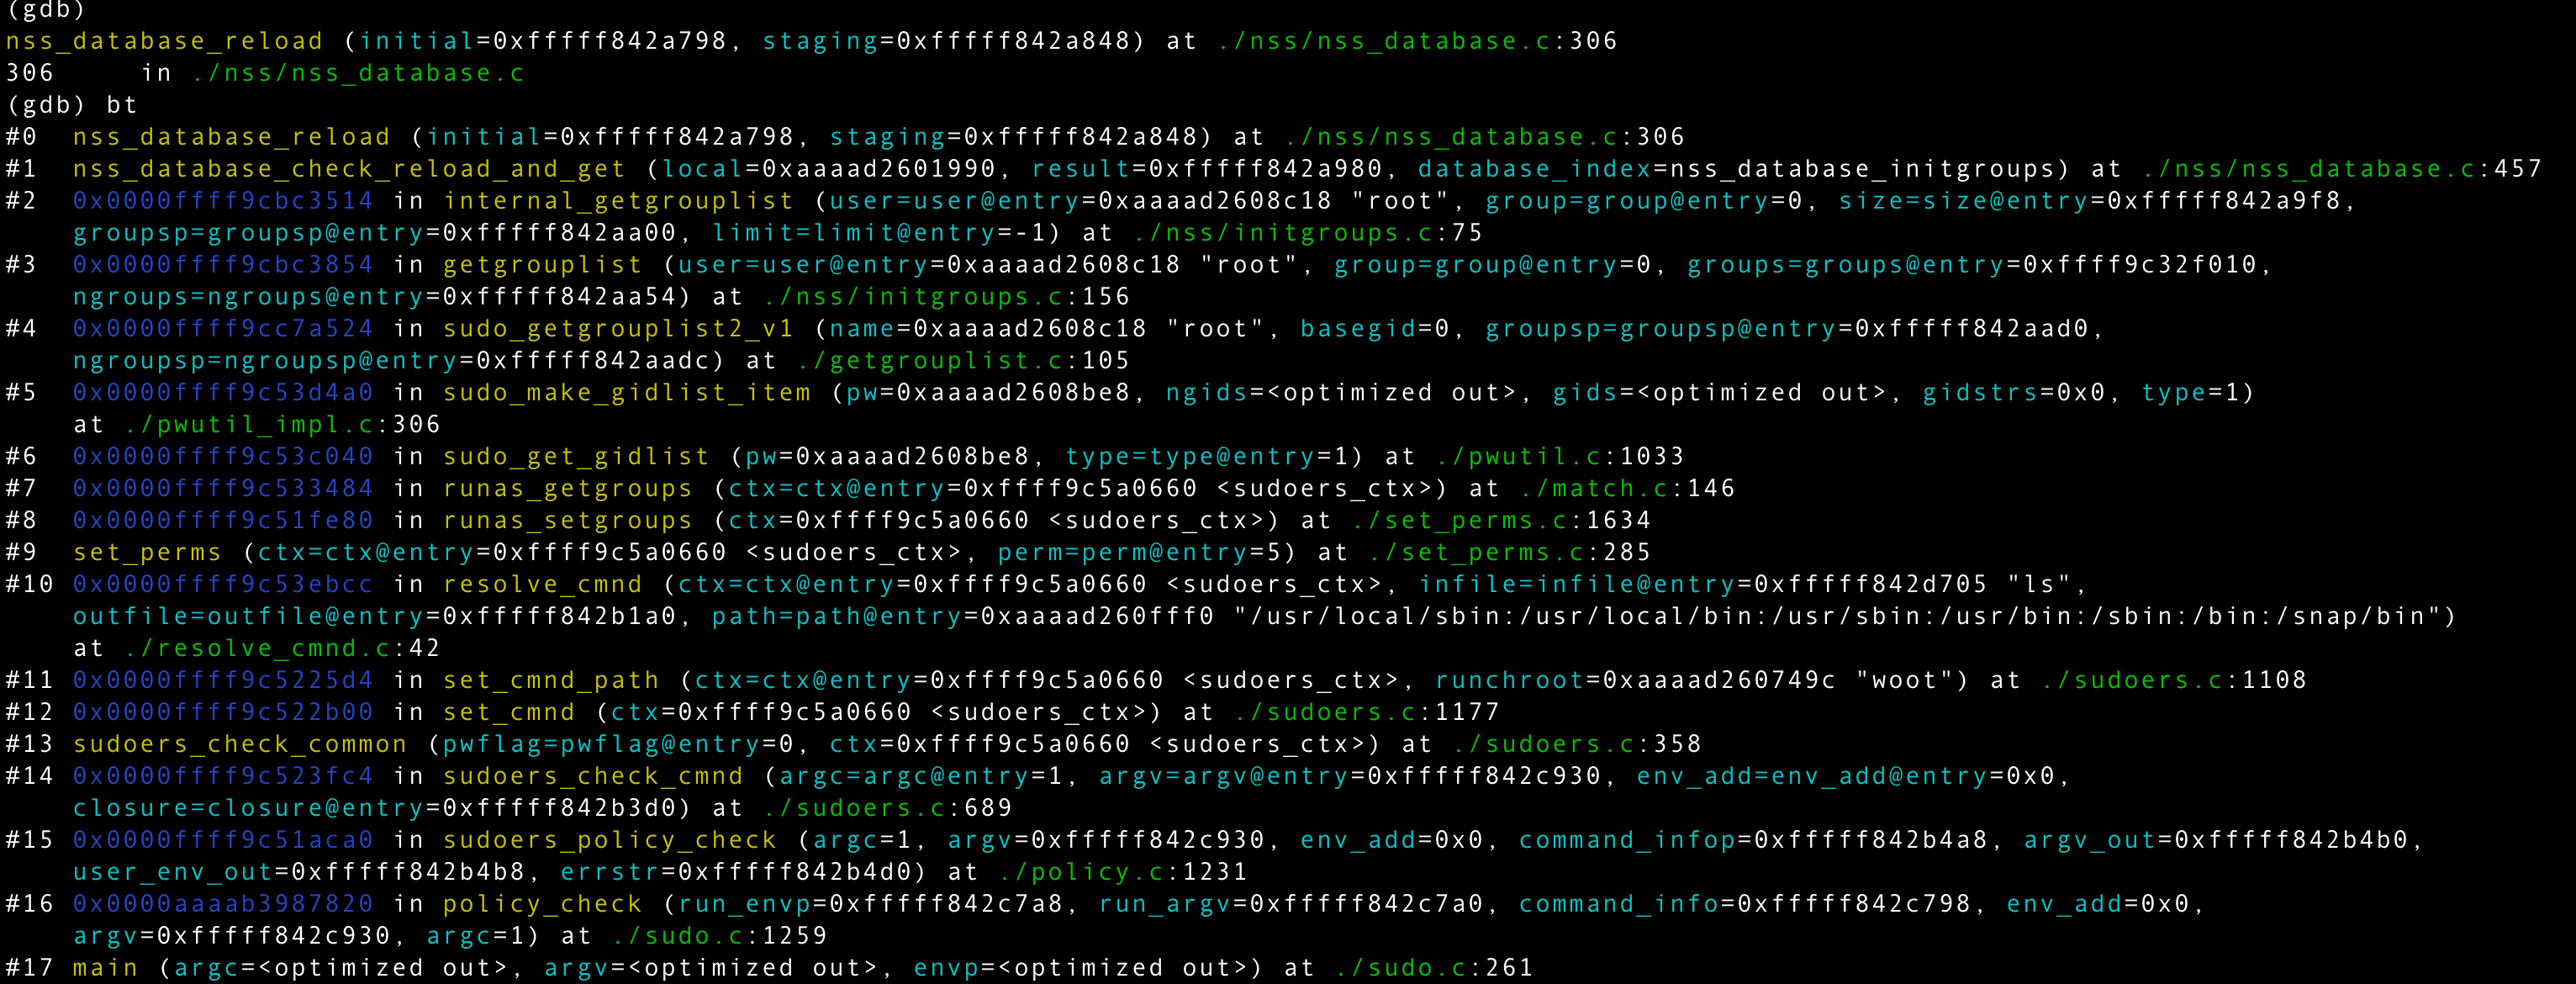 (gdb)
nss_database_reload (initial=0xfffff842a798, staging=0xfffff842a848) at ./nss/nss_database.c:306
306     in ./nss/nss_database.c
(gdb) bt
#0  nss_database_reload (initial=0xfffff842a798, staging=0xfffff842a848) at ./nss/nss_database.c:306
#1  nss_database_check_reload_and_get (local=0xaaaad2601990, result=0xfffff842a980, database_index=nss_database_initgroups) at ./nss/nss_database.c:457
#2  0x0000ffff9cbc3514 in internal_getgrouplist (user=user@entry=0xaaaad2608c18 "root", group=group@entry=0, size=size@entry=0xfffff842a9f8,
    groupsp=groupsp@entry=0xfffff842aa00, limit=limit@entry=-1) at ./nss/initgroups.c:75
#3  0x0000ffff9cbc3854 in getgrouplist (user=user@entry=0xaaaad2608c18 "root", group=group@entry=0, groups=groups@entry=0xffff9c32f010,
    ngroups=ngroups@entry=0xfffff842aa54) at ./nss/initgroups.c:156
#4  0x0000ffff9cc7a524 in sudo_getgrouplist2_v1 (name=0xaaaad2608c18 "root", basegid=0, groupsp=groupsp@entry=0xfffff842aad0,
    ngroupsp=ngroupsp@entry=0xfffff842aadc) at ./getgrouplist.c:105
#5  0x0000ffff9c53d4a0 in sudo_make_gidlist_item (pw=0xaaaad2608be8, ngids=<optimized out>, gids=<optimized out>, gidstrs=0x0, type=1)
    at ./pwutil_impl.c:306
#6  0x0000ffff9c53c040 in sudo_get_gidlist (pw=0xaaaad2608be8, type=type@entry=1) at ./pwutil.c:1033
#7  0x0000ffff9c533484 in runas_getgroups (ctx=ctx@entry=0xffff9c5a0660 <sudoers_ctx>) at ./match.c:146
#8  0x0000ffff9c51fe80 in runas_setgroups (ctx=0xffff9c5a0660 <sudoers_ctx>) at ./set_perms.c:1634
#9  set_perms (ctx=ctx@entry=0xffff9c5a0660 <sudoers_ctx>, perm=perm@entry=5) at ./set_perms.c:285
#10 0x0000ffff9c53ebcc in resolve_cmnd (ctx=ctx@entry=0xffff9c5a0660 <sudoers_ctx>, infile=infile@entry=0xfffff842d705 "ls",
    outfile=outfile@entry=0xfffff842b1a0, path=path@entry=0xaaaad260fff0 "/usr/local/sbin:/usr/local/bin:/usr/sbin:/usr/bin:/sbin:/bin:/snap/bin")
    at ./resolve_cmnd.c:42
#11 0x0000ffff9c5225d4 in set_cmnd_path (ctx=ctx@entry=0xffff9c5a0660 <sudoers_ctx>, runchroot=0xaaaad260749c "woot") at ./sudoers.c:1108
#12 0x0000ffff9c522b00 in set_cmnd (ctx=0xffff9c5a0660 <sudoers_ctx>) at ./sudoers.c:1177
#13 sudoers_check_common (pwflag=pwflag@entry=0, ctx=0xffff9c5a0660 <sudoers_ctx>) at ./sudoers.c:358
#14 0x0000ffff9c523fc4 in sudoers_check_cmnd (argc=argc@entry=1, argv=argv@entry=0xfffff842c930, env_add=env_add@entry=0x0,
    closure=closure@entry=0xfffff842b3d0) at ./sudoers.c:689
#15 0x0000ffff9c51aca0 in sudoers_policy_check (argc=1, argv=0xfffff842c930, env_add=0x0, command_infop=0xfffff842b4a8, argv_out=0xfffff842b4b0,
    user_env_out=0xfffff842b4b8, errstr=0xfffff842b4d0) at ./policy.c:1231
#16 0x0000aaaab3987820 in policy_check (run_envp=0xfffff842c7a8, run_argv=0xfffff842c7a0, command_info=0xfffff842c798, env_add=0x0,
    argv=0xfffff842c930, argc=1) at ./sudo.c:1259
#17 main (argc=<optimized out>, argv=<optimized out>, envp=<optimized out>) at ./sudo.c:261